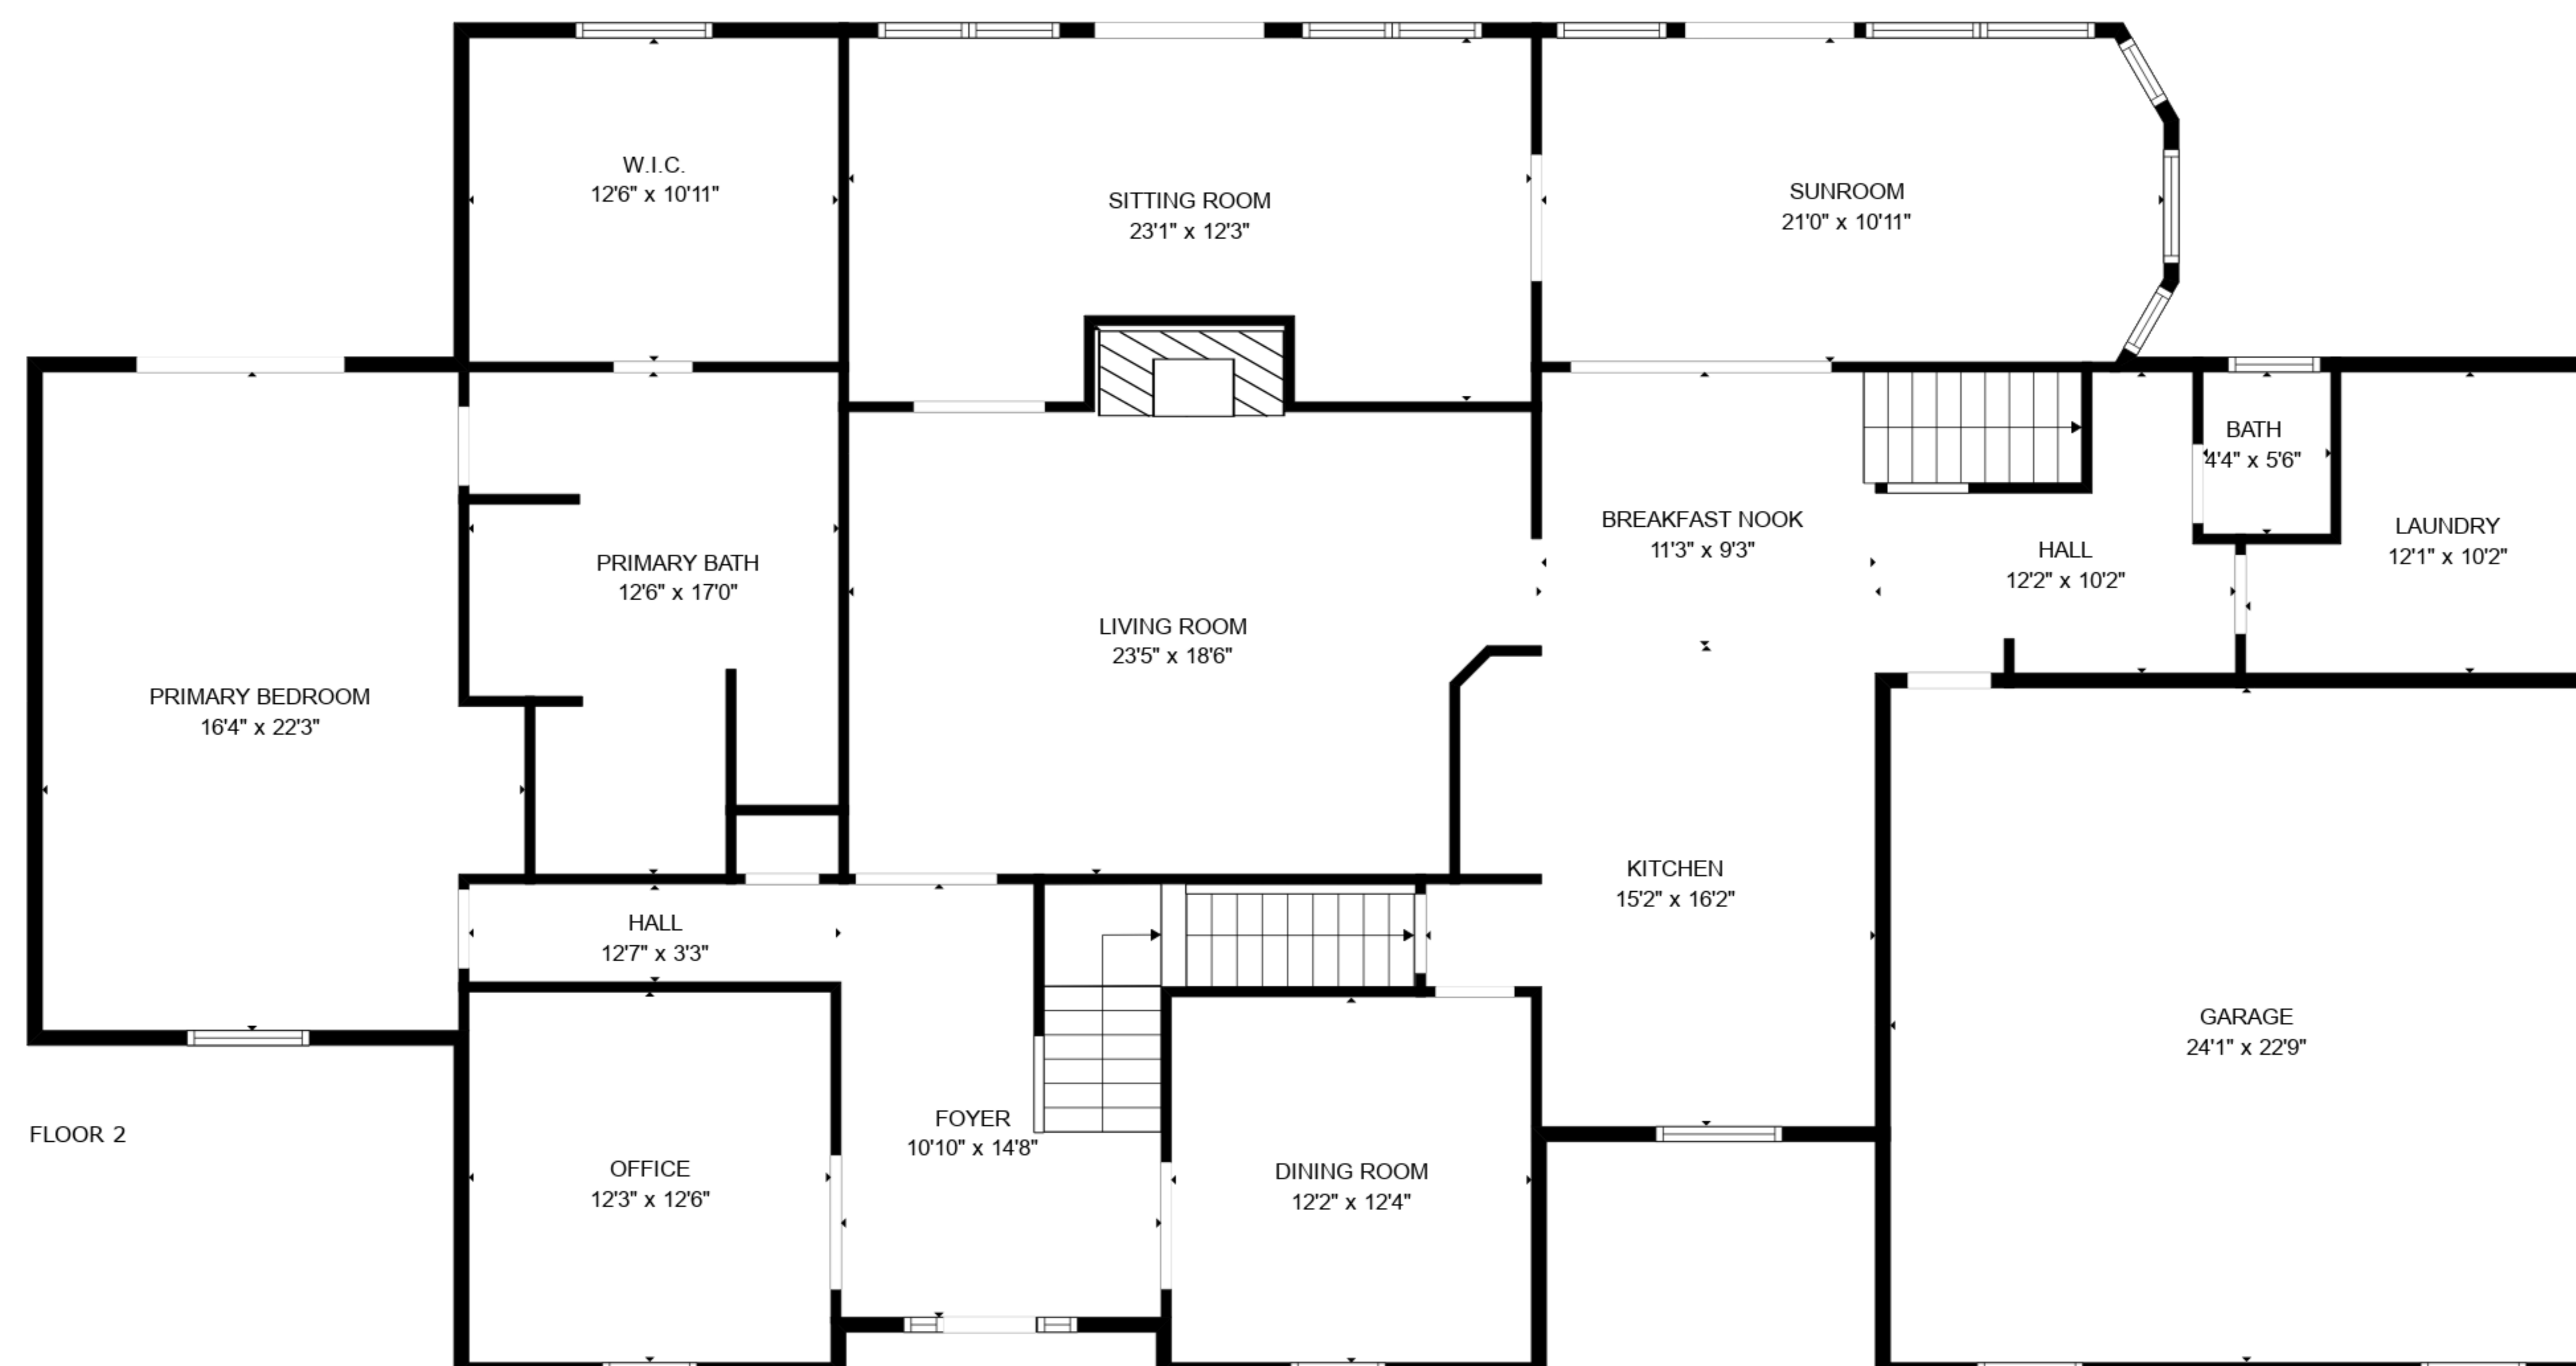 W.I.C.
12'6" x 10'11"
SITTING ROOM
23'1" x 12'3"
SUNROOM
21'0" x 10'11"
BATH
4'4" x 5'6"
LAUNDRY
12'1" x 10'2"
BREAKFAST NOOK
11'3" x 9'3"
HALL
12'2" x 10'2"
PRIMARY BATH
12'6" x 17'0"
LIVING ROOM
23'5" x 18'6"
PRIMARY BEDROOM
16'4" x 22'3"
KITCHEN
15'2" x 16'2"
HALL
12'7" x 3'3"
GARAGE
24'1" x 22'9"
FOYER
10'10" x 14'8"
FLOOR 2
OFFICE
12'3" x 12'6"
DINING ROOM
12'2" x 12'4"